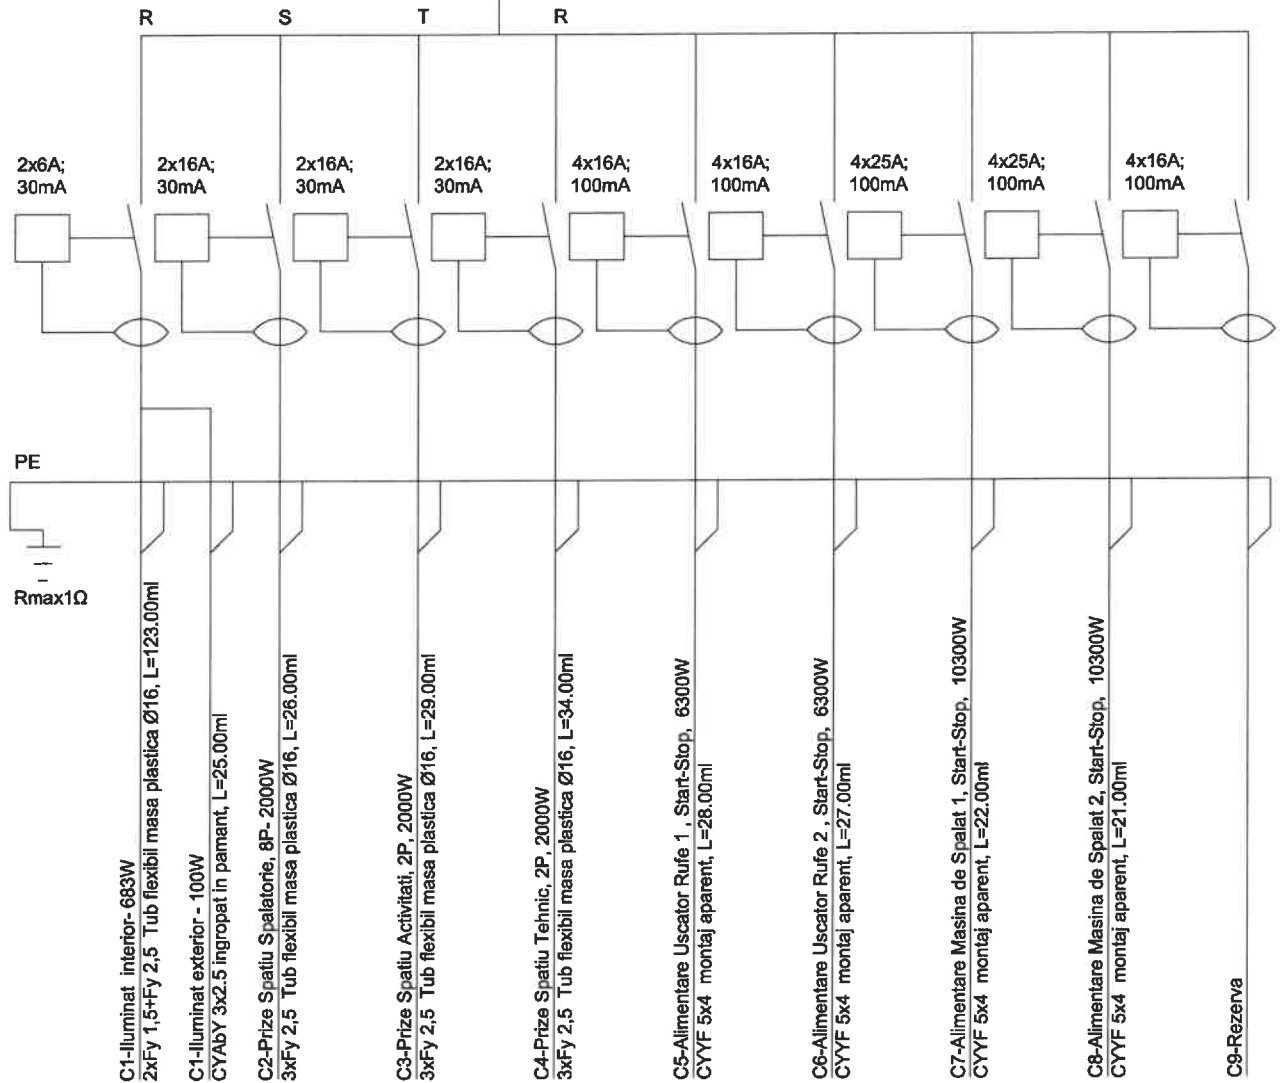 R
S
T
R
2x6A;
30mA
2x16A;
30mA
2x16A;
30mA
2x16A;
30mA
4x16A;
100mA
4x16A;
100mA
4x25A;
100mA
4x25A;
100mA
4x16A;
100mA
PE
Rmax1Ω
C1-Iluminat interior- 683W
2xFy 1,5+Fy 2,5 Tub flexibil masa plastica Ø16, L=123.00ml
C1-Iluminat exterior - 100W
CYAbY 3x2.5 ingropat in pamant, L=25.00ml
C2-Prize Spatiu Spalatorie, 8P- 2000W
3xFy 2,5 Tub flexibil masa plastica Ø16, L=26.00ml
C3-Prize Spatiu Activitati, 2P, 2000W
3xFy 2,5 Tub flexibil masa plastica Ø16, L=29.00ml
C4-Prize Spatiu Tehnic, 2P, 2000W
3xFy 2,5 Tub flexibil masa plastica Ø16, L=34.00ml
C5-Alimentare Uscator Rufe 1 , Start-Stop, 6300W
CYYF 5x4 montaj aparent, L=28.00ml
C6-Alimentare Uscator Rufe 2 , Start-Stop, 6300W
CYYF 5x4 montaj aparent, L=27.00ml
C7-Alimentare Masina de Spalat 1, Start-Stop, 10300W
CYYF 5x4 montaj aparent, L=22.00ml
C8-Alimentare Masina de Spalat 2, Start-Stop, 10300W
CYYF 5x4 montaj aparent, L=21.00ml
C9-Rezerva